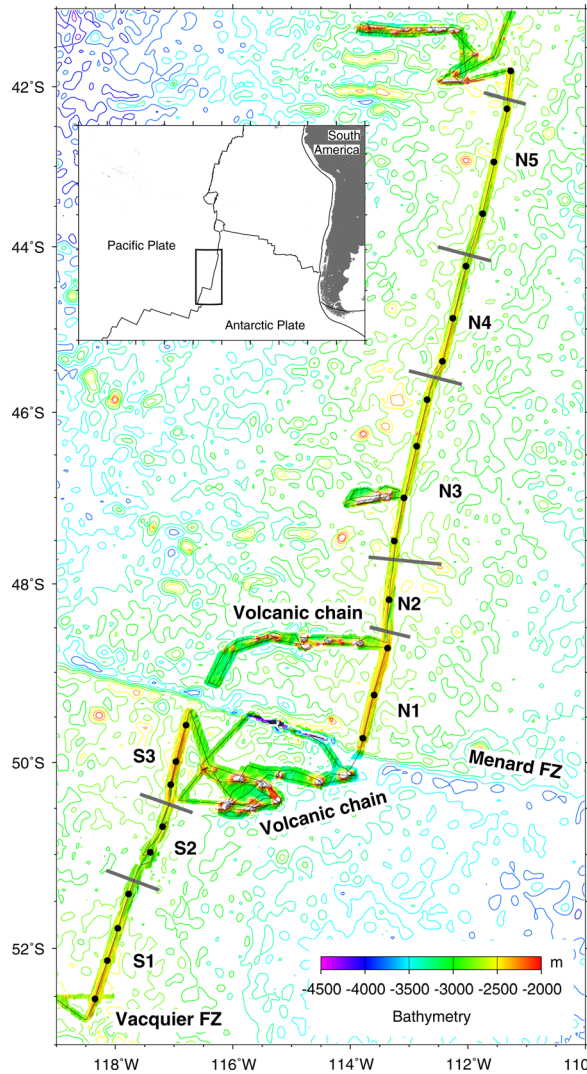 42°S
South
America
N5
Pacific Plate
44°S
N4
Antarctic Plate
46°S
N3
48°S
Volcanic chain
N2
N1
Menard FZ
50°S
S3
Volcanic chain
S2
52°S
S1
m
-4500 -4000 -3500 -3000 -2500 -2000
Bathymetry
Vacquier FZ
118°W 116°W 114°W 112°W 110